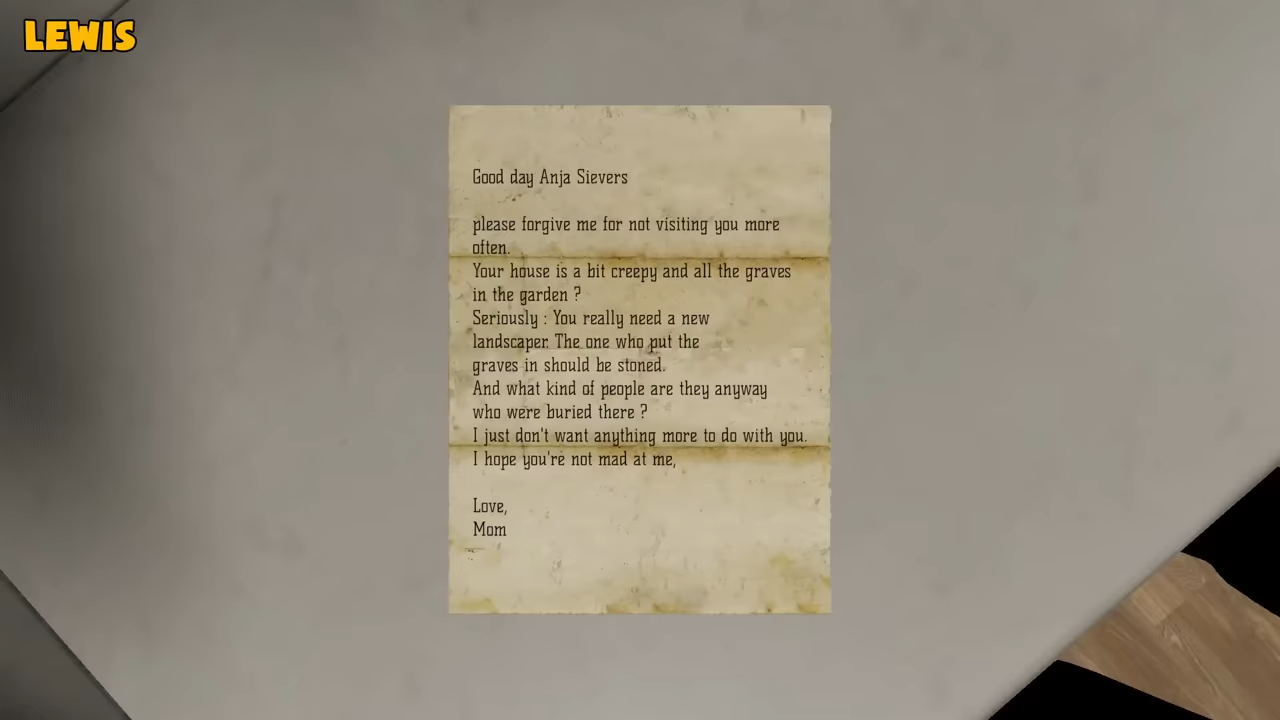 LEWIS
Good day Anja Sievers
please forgive me for not visiting you more
often.
Your house is a bit creepy and all the graves
in the garden ?
Seriously : You really need a new
landscaper. The one who put the
graves in should be stoned.
And what kind of people are they anyway
who were buried there ?
I just don't want anything more to do with you.
I hope you're not mad at me,
Love,
Mom